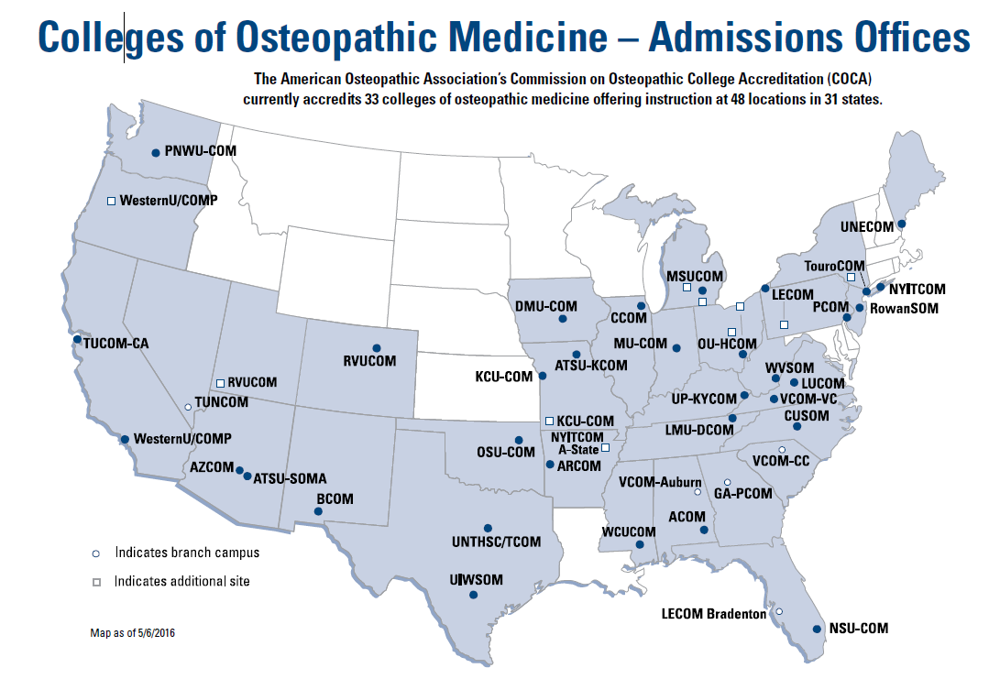 Colleges of Osteopathic Medicine – Admissions Offices
The American Osteopathic Association's Commission on Osteopathic College Accreditation (COCA)
currently accredits 33 colleges of osteopathic medicine offering instruction at 48 locations in 31 states.
PNWU-COM
WesternU/COMP
UNECOM
TouroCOM
MSUCOM
NYITCOM
LECOM
DMU-COM
PCOM
RowanSOM
CCOM
TUCOM-CA
MU-COM
OU-HCOM
RVUCOM
ATSU-KCOM
WVSOM
KCU-COM
RVUCOM
LUCOM
UP-KYCOM
VCOM-VC
TUNCOM
CUSOM
KCU-COM
LMU-DCOM
WesternU/COMP
NYITCOM
A-State
OSU-COM
VCOM-CC
AZCOM
ARCOM
ATSU-SOMA
VCOM-Auburn
GA-PCOM
BCOM
ACOM
WCUCOM
UNTHSC/TCOM
Indicates branch campus
UIWSOM
Indicates additional site
LECOM Bradenton
NSU-COM
Map as of 5/6/2016